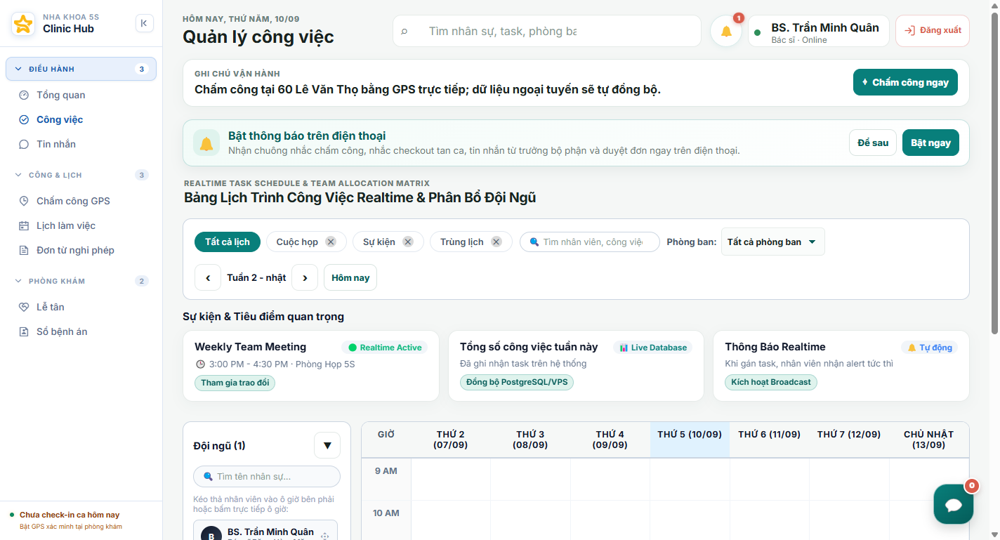 NHA KHOA 5S
Clinic Hub
ĐIỀU HÀNH 3
Tổng quan
Công việc
Tin nhắn
CÔNG & LỊCH 3
Chấm công GPS
Lịch làm việc
Đơn từ nghỉ phép
PHÒNG KHÁM 2
Lễ tân
Sổ bệnh án
Chưa check-in ca hôm nay
Bật GPS xác minh tại phòng khám
HÔM NAY, THỨ NĂM, 10/09
Quản lý công việc
Tìm nhân sự, task, phòng ba
1
BS. Trần Minh Quân
Bác sĩ · Online
Đăng xuất
GHI CHÚ VẬN HÀNH
Chấm công tại 60 Lê Văn Thọ bằng GPS trực tiếp; dữ liệu ngoại tuyến sẽ tự đồng bộ.
Chấm công ngay
Bật thông báo trên điện thoại
Nhận chuông nhắc chấm công, nhắc checkout tan ca, tin nhắn từ trưởng bộ phận và duyệt đơn ngay trên điện thoại.
Để sau
Bật ngay
REALTIME TASK SCHEDULE & TEAM ALLOCATION MATRIX
Bảng Lịch Trình Công Việc Realtime & Phân Bổ Đội Ngũ
Tất cả lịch
Cuộc họp
Sự kiện
Trùng lịch
Tìm nhân viên, công việc
Phòng ban:
Tất cả phòng ban
Tuần 2 - nhật
Hôm nay
Sự kiện & Tiêu điểm quan trọng
Weekly Team Meeting
Realtime Active
3:00 PM - 4:30 PM · Phòng Họp 5S
Tham gia trao đổi
Tổng số công việc tuần này
Live Database
Đã ghi nhận task trên hệ thống
Đồng bộ PostgreSQL/VPS
Thông Báo Realtime
Tự động
Khi gán task, nhân viên nhận alert tức thì
Kích hoạt Broadcast
Đội ngũ (1)
Tìm tên nhân sự...
Kéo thả nhân viên vào ô giờ bên phải
hoặc bấm trực tiếp ô giờ:
B
BS. Trần Minh Quân
GIỜ
THỨ 2
(07/09)
THỨ 3
(08/09)
THỨ 4
(09/09)
THỨ 5 (10/09)
THỨ 6 (11/09)
THỨ 7 (12/09)
CHỦ NHẬT
(13/09)
9 AM
10 AM
0